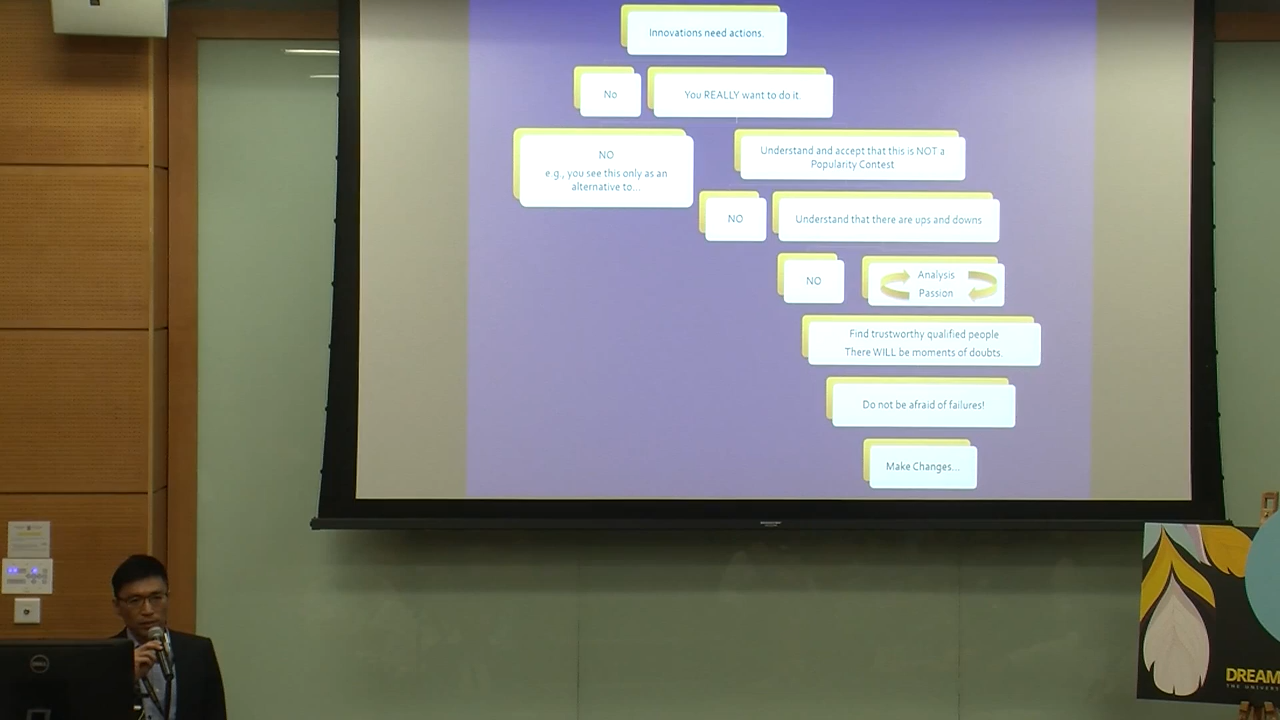 Innovations need actions.
No
You REALLY want to do it.
NO
e.g., you see this only as an
alternative to...
Understand and accept that this is NOT a
Popularity Contest
NO
Understand that there are ups and downs
NO
Analysis
Passion
Find trustworthy qualified people
There WILL be moments of doubts.
Do not be afraid of failures!
Make Changes...
DELL
DREAM
THE UNIVERS